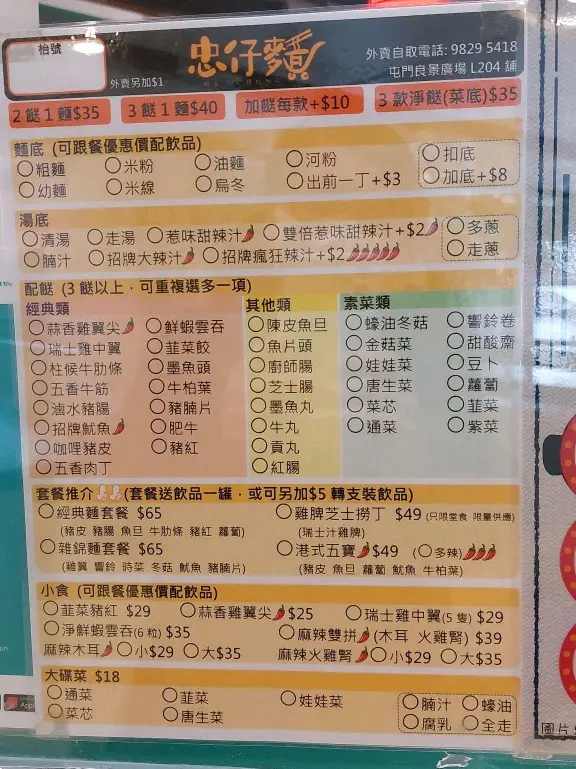 枱號
外賣另加$1
忠仔麵
外賣自取電話: 9829 5418
屯門良景廣場 L204 舖
2 餸 1 麵$35
3 餸 1 麵$40
加餸每款+$10
3 款淨餸(菜底)$35
麵底 (可跟餐優惠價配飲品)
粗麵 米粉 油麵 河粉 扣底
幼麵 米線 烏冬 出前一丁+$3 加底+$8
湯底
清湯 走湯 惹味甜辣汁 雙倍惹味甜辣汁+$2 多蔥
腩汁 招牌大辣汁 招牌瘋狂辣汁+$2 走蔥
配餸 (3 餸以上，可重複選多一項)
經典類
蒜香雞翼尖 鮮蝦雲吞
瑞士雞中翼 韮菜餃
柱候牛肋條 墨魚頭
五香牛筋 牛柏葉
滷水豬腸 豬腩片
招牌魷魚 肥牛
咖哩豬皮 豬紅
五香肉丁
其他類
陳皮魚旦
魚片頭
廚師腸
芝士腸
墨魚丸
牛丸
貢丸
紅腸
素菜類
蠔油冬菇 響鈴卷
金菇菜 甜酸齋
娃娃菜 豆卜
唐生菜 蘿蔔
菜芯 韮菜
通菜 紫菜
套餐推介 (套餐送飲品一罐，或可另加$5 轉支裝飲品)
經典麵套餐 $65 雞脾芝士撈丁 $49 (只限堂食 限量供應)
(豬皮 豬腸 魚旦 牛肋條 豬紅 蘿蔔) (瑞士汁雞脾)
雜錦麵套餐 $65 港式五寶 $49 (多辣)
(雞翼 響鈴 時菜 冬菇 魷魚 豬腩片) (豬皮 魚旦 蘿蔔 魷魚 牛柏葉)
小食 (可跟餐優惠價配飲品)
韮菜豬紅 $29 蒜香雞翼尖 $25 瑞士雞中翼(5 隻) $29
淨鮮蝦雲吞(6 粒) $35 麻辣雙拼 (木耳 火雞腎) $39
麻辣木耳 小$29 大$35 麻辣火雞腎 小$29 大$35
大碟菜 $18
通菜 韮菜 娃娃菜 腩汁 蠔油
菜芯 唐生菜 腐乳 全走
圖片